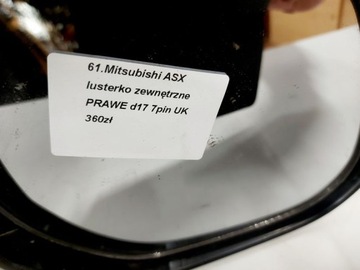 61.Mitsubishi ASX
lusterko zewnętrzne
PRAWE d17 7pin UK
360zł